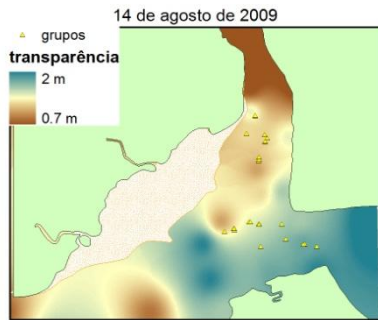 14 de agosto de 2009
grupos
transparência
2 m
0.7 m